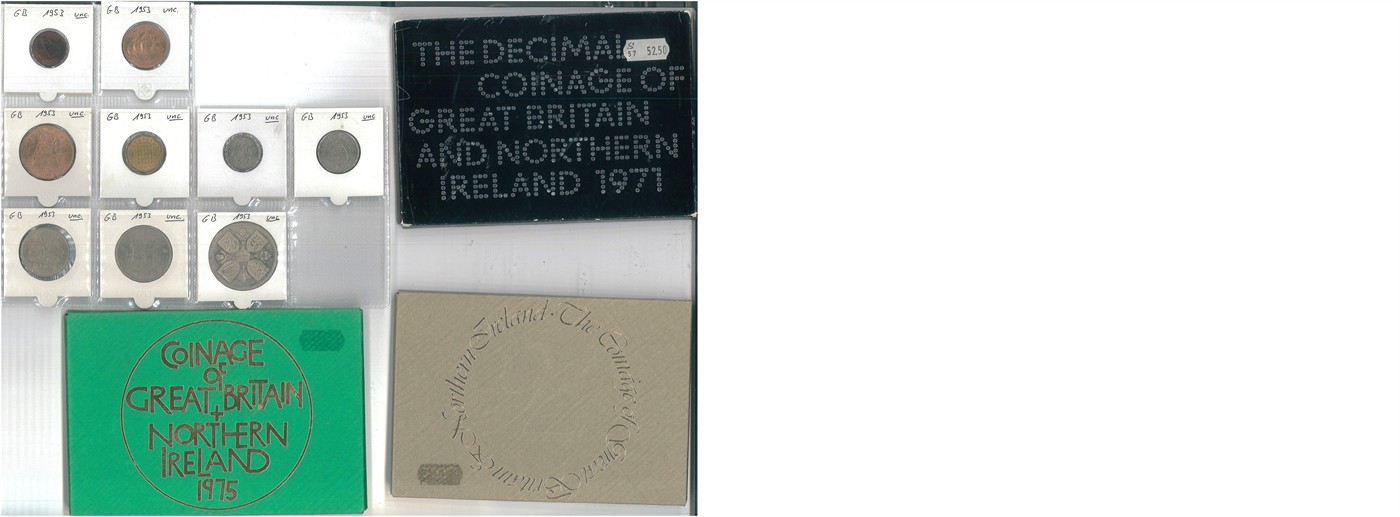 GB 1953 unc.
GB 1953 unc.
GB 1953 unc.
GB 1953 unc.
GB 1953 unc
GB 1953 unc
GB 1953 unc.
GB 1953 unc.
GB 1953 unc
THE DECIMAL
COINAGE OF
GREAT BRITAIN
AND NORTHERN
IRELAND 1971
57 52.50
COINAGE
of
GREAT BRITAIN
+
NORTHERN
IRELAND
1975
The Coinage of Great Britain & Northern Ireland ·